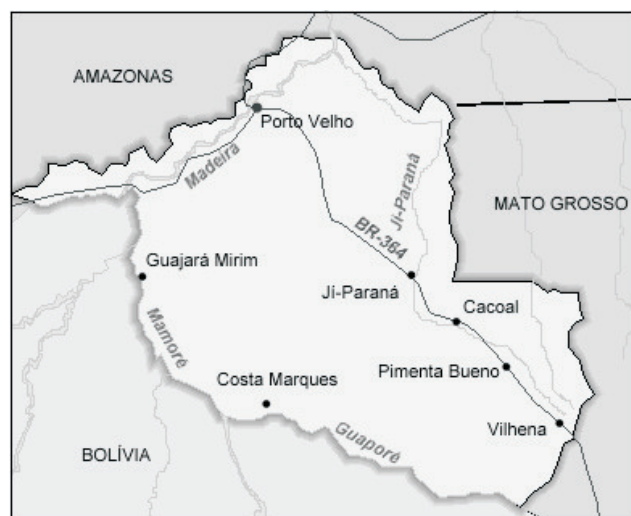 AMAZONAS
Porto Velho
Madeira
Ji-Paraná
MATO GROSSO
BR-364
Guajará Mirim
Jí-Paraná
Cacoal
Mamoré
Costa Marques
Pimenta Bueno
Guaporé
Vilhena
BOLÍVIA